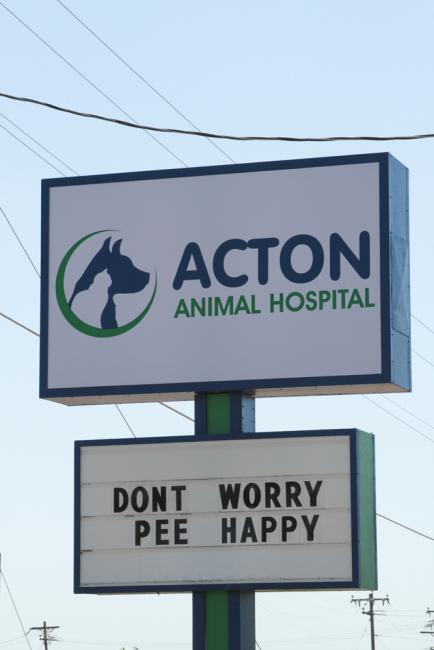 ACTON
ANIMAL HOSPITAL
DONT WORRY
PEE HAPPY